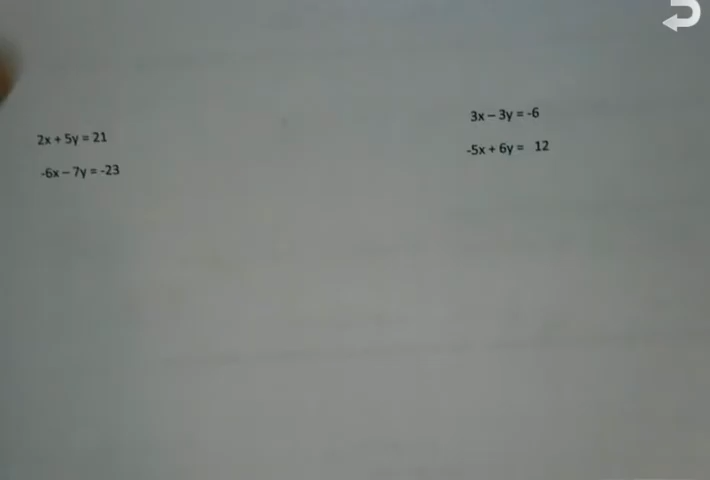 2x + 5y = 21
-6x – 7y = -23
3x – 3y = -6
-5x + 6y = 12